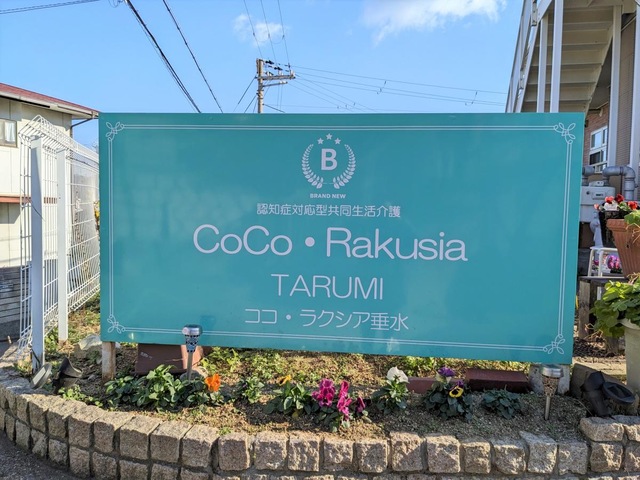 B
BRAND NEW
認知症対応型共同生活介護
CoCo・Rakusia
TARUMI
ココ・ラクシア垂水